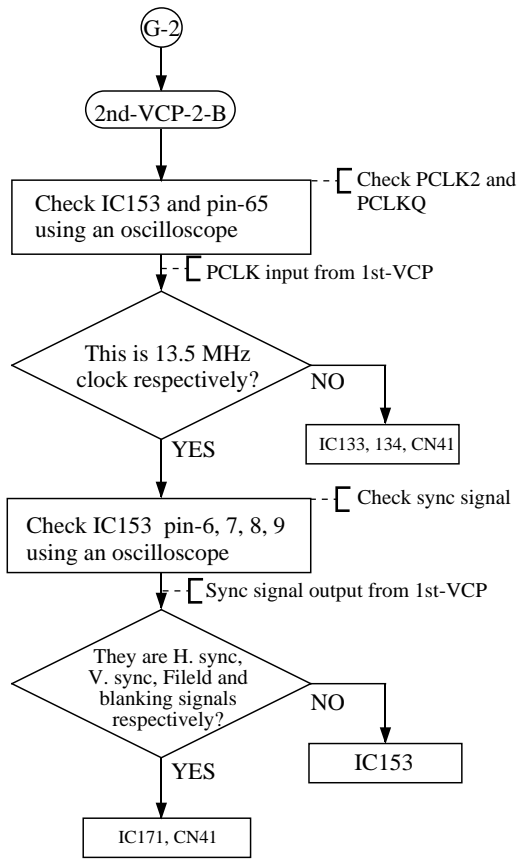 G-2
2nd-VCP-2-B
Check IC153 and pin-65
using an oscilloscope
Check PCLK2 and
PCLKQ
PCLK input from 1st-VCP
This is 13.5 MHz
clock respectively?
NO
IC133, 134, CN41
YES
Check sync signal
Check IC153 pin-6, 7, 8, 9
using an oscilloscope
Sync signal output from 1st-VCP
They are H. sync,
V. sync, Fileld and
blanking signals
respectively?
NO
IC153
YES
IC171, CN41